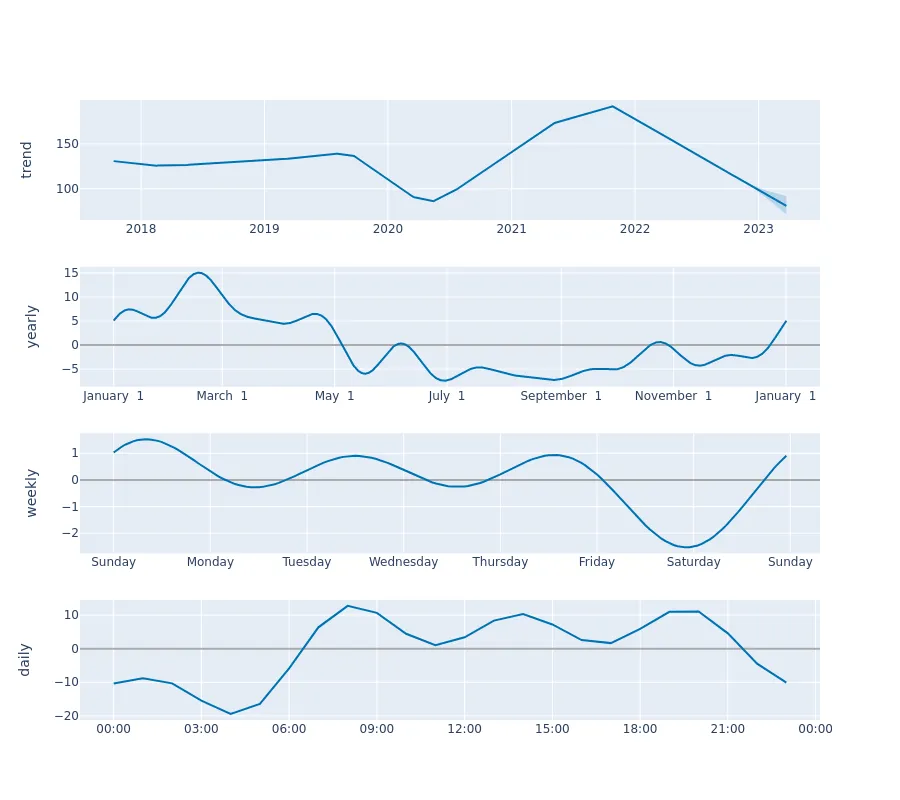 trend
150
100
2018 2019 2020 2021 2022 2023
yearly
15
10
5
0
−5
January 1 March 1 May 1 July 1 September 1 November 1 January 1
weekly
1
0
−1
−2
Sunday Monday Tuesday Wednesday Thursday Friday Saturday Sunday
daily
10
0
−10
−20
00:00 03:00 06:00 09:00 12:00 15:00 18:00 21:00 00:00